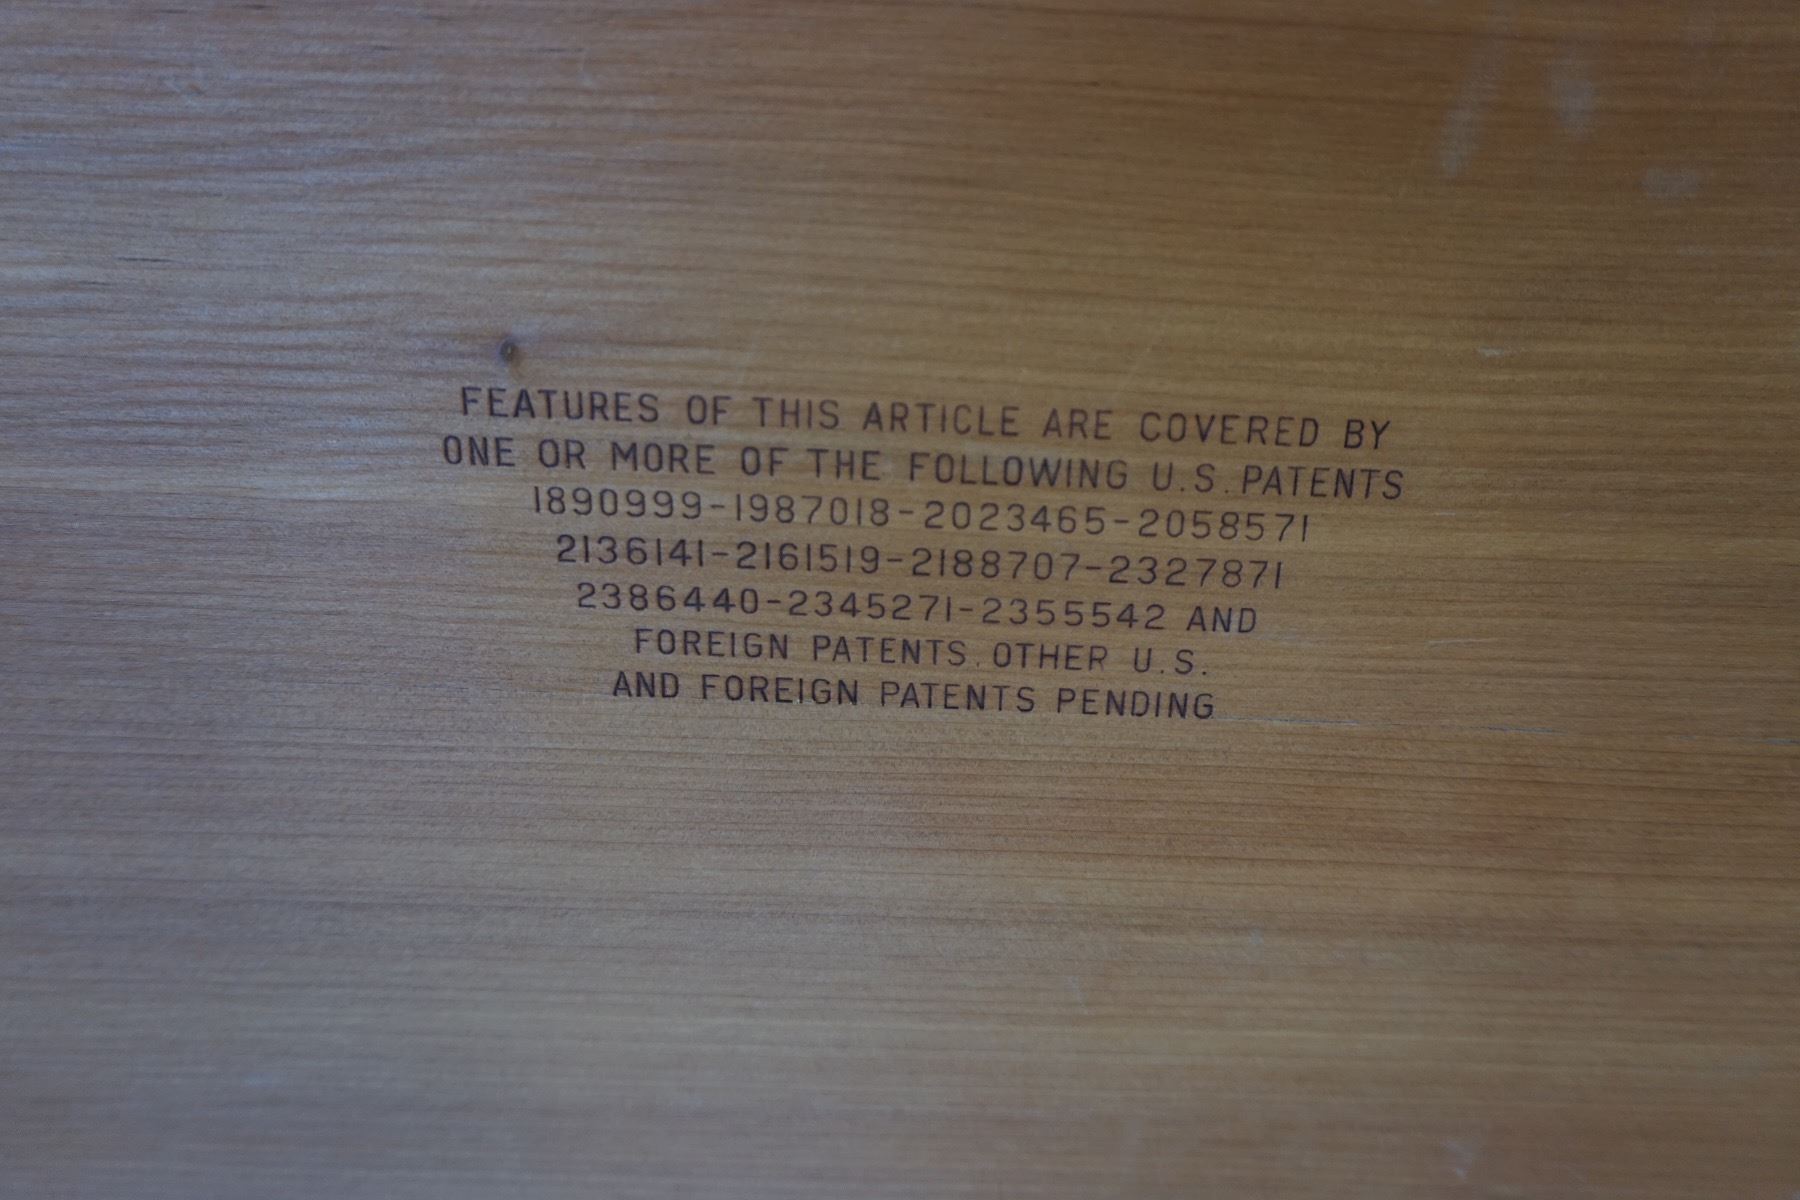 FEATURES OF THIS ARTICLE ARE COVERED BY
ONE OR MORE OF THE FOLLOWING U.S. PATENTS
1890999-1987018-2023465-2058571
2136141-2161519-2188707-2327871
2386440-2345271-2355542 AND
FOREIGN PATENTS. OTHER U.S.
AND FOREIGN PATENTS PENDING